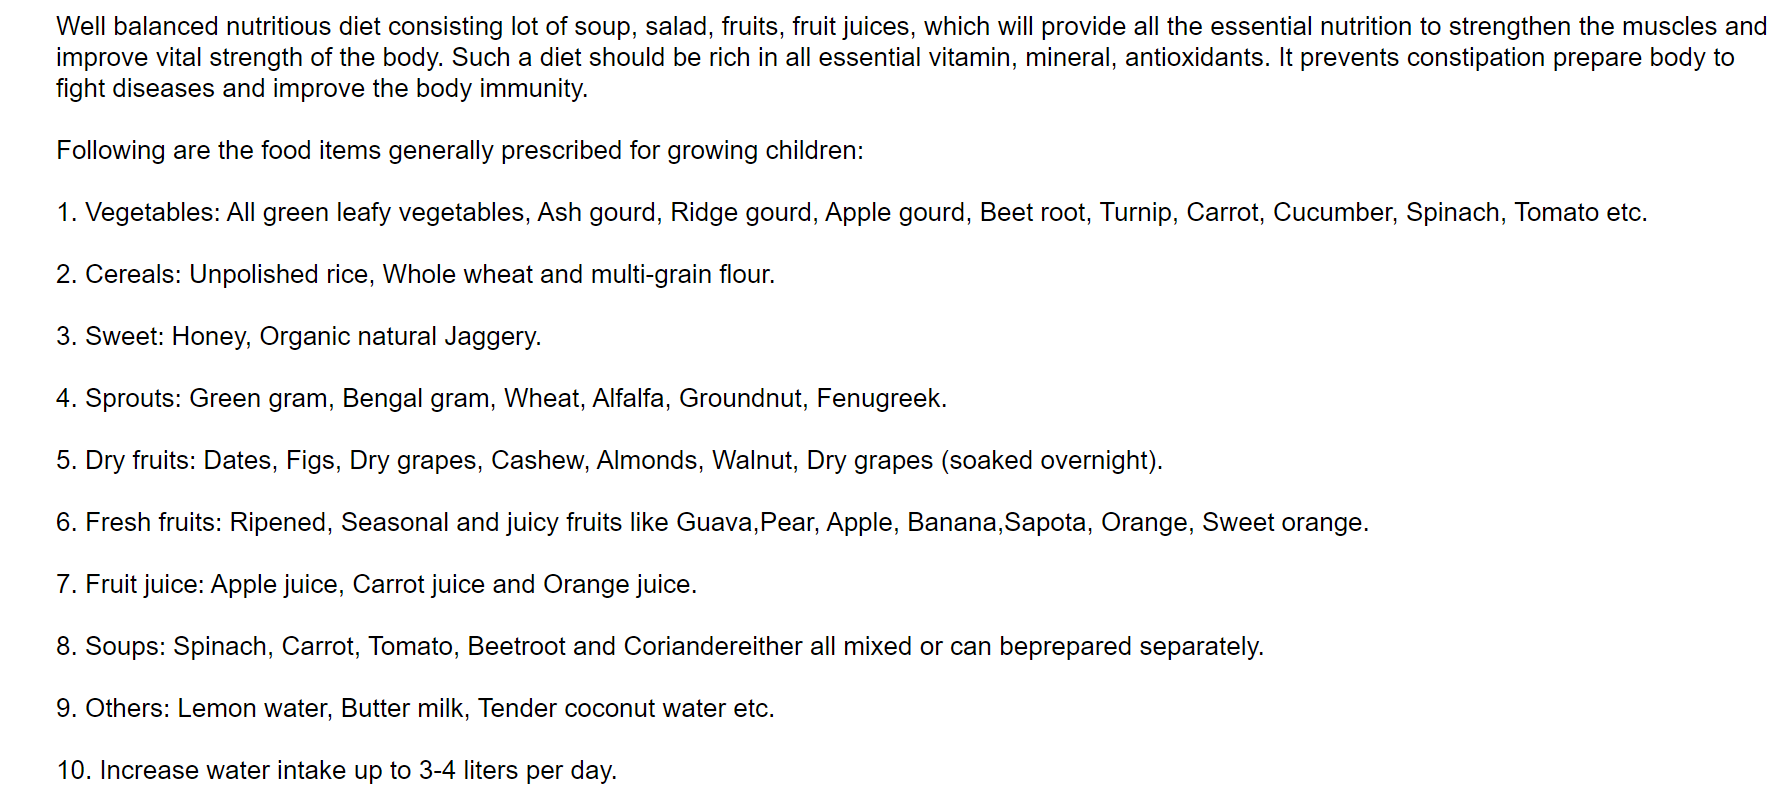 Well balanced nutritious diet consisting lot of soup, salad, fruits, fruit juices, which will provide all the essential nutrition to strengthen the muscles and
improve vital strength of the body. Such a diet should be rich in all essential vitamin, mineral, antioxidants. It prevents constipation prepare body to
fight diseases and improve the body immunity.
Following are the food items generally prescribed for growing children:
1. Vegetables: All green leafy vegetables, Ash gourd, Ridge gourd, Apple gourd, Beet root, Turnip, Carrot, Cucumber, Spinach, Tomato etc.
2. Cereals: Unpolished rice, Whole wheat and multi-grain flour.
3. Sweet: Honey, Organic natural Jaggery.
4. Sprouts: Green gram, Bengal gram, Wheat, Alfalfa, Groundnut, Fenugreek.
5. Dry fruits: Dates, Figs, Dry grapes, Cashew, Almonds, Walnut, Dry grapes (soaked overnight).
6. Fresh fruits: Ripened, Seasonal and juicy fruits like Guava,Pear, Apple, Banana,Sapota, Orange, Sweet orange.
7. Fruit juice: Apple juice, Carrot juice and Orange juice.
8. Soups: Spinach, Carrot, Tomato, Beetroot and Coriandereither all mixed or can beprepared separately.
9. Others: Lemon water, Butter milk, Tender coconut water etc.
10. Increase water intake up to 3-4 liters per day.